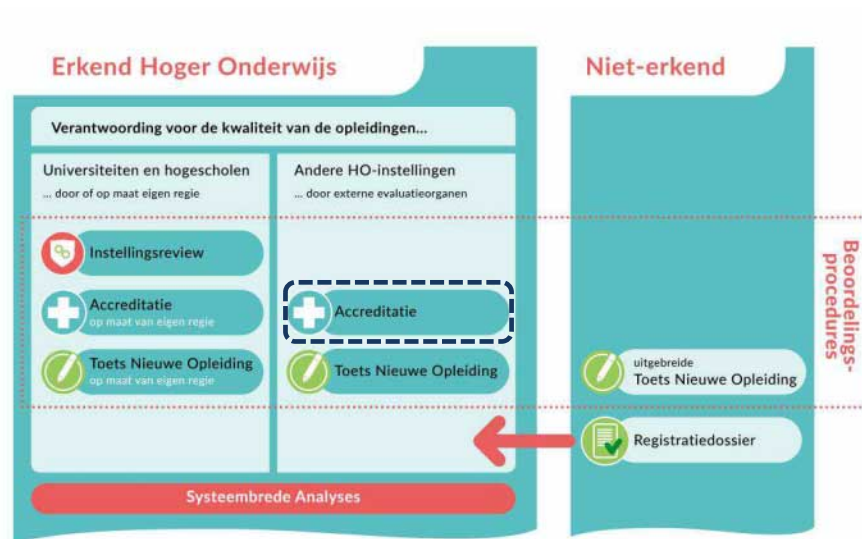 Erkend Hoger Onderwijs
Niet-erkend
Verantwoording voor de kwaliteit van de opleidingen...
Universiteiten en hogescholen
... door of op maat eigen regie
Andere HO-instellingen
... door externe evaluatieorganen
Instellingsreview
Accreditatie
op maat van eigen regie
Accreditatie
Toets Nieuwe Opleiding
op maat van eigen regie
Toets Nieuwe Opleiding
uitgebreide
Toets Nieuwe Opleiding
Beoordelings-
procedures
Registratiedossier
Systeembrede Analyses